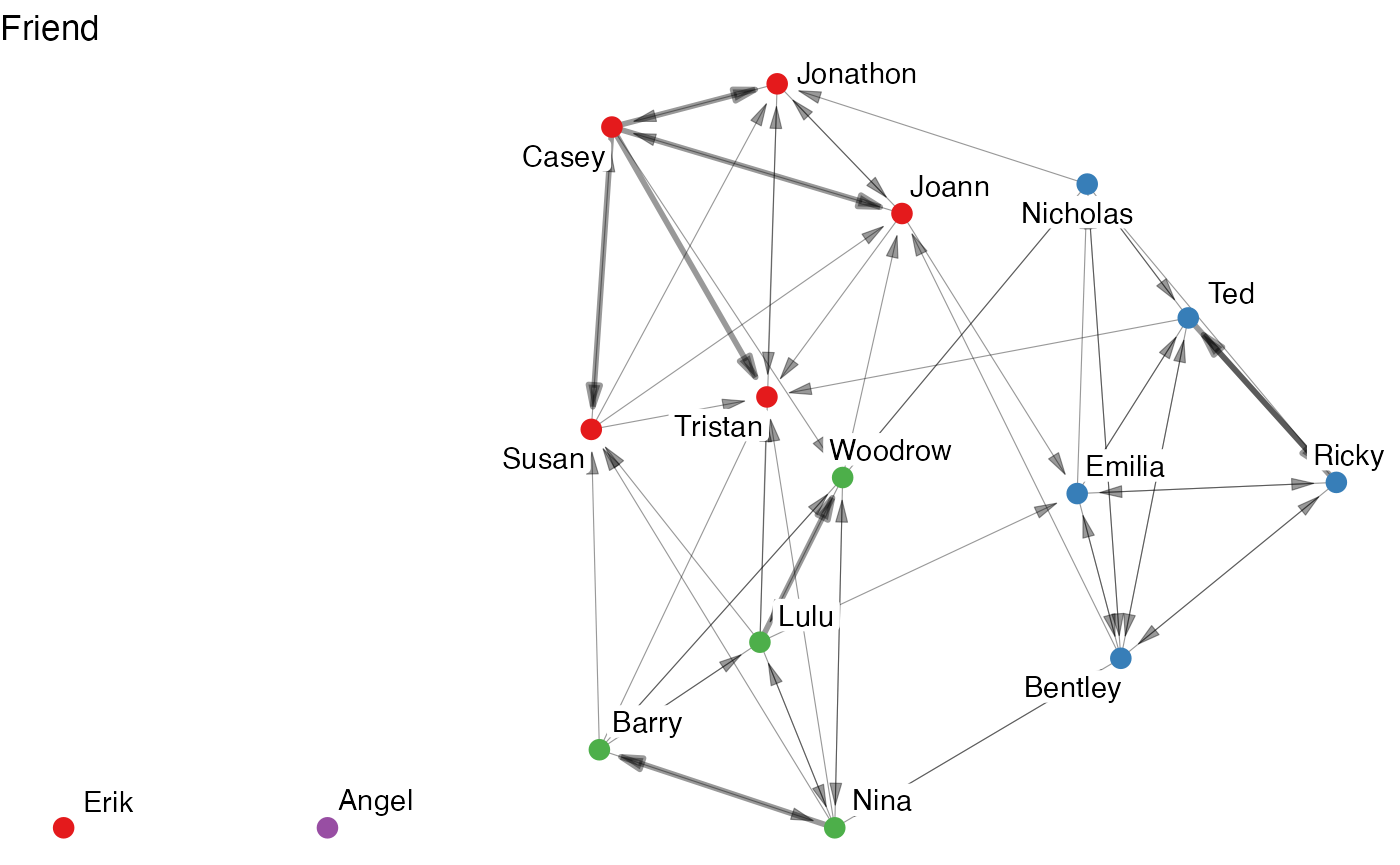 Friend
Jonathon
Casey
Joann
Nicholas
Ted
Tristan
Woodrow
Susan
Emilia
Ricky
Lulu
Bentley
Barry
Erik
Angel
Nina